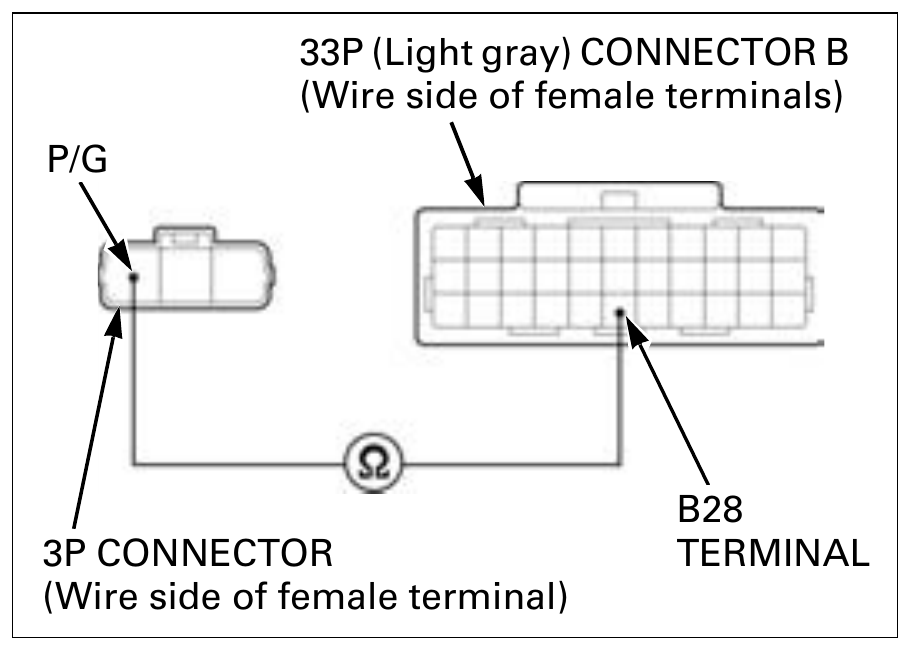 33P (Light gray) CONNECTOR B
(Wire side of female terminals)
P/G
Ω
B28
TERMINAL
3P CONNECTOR
(Wire side of female terminal)